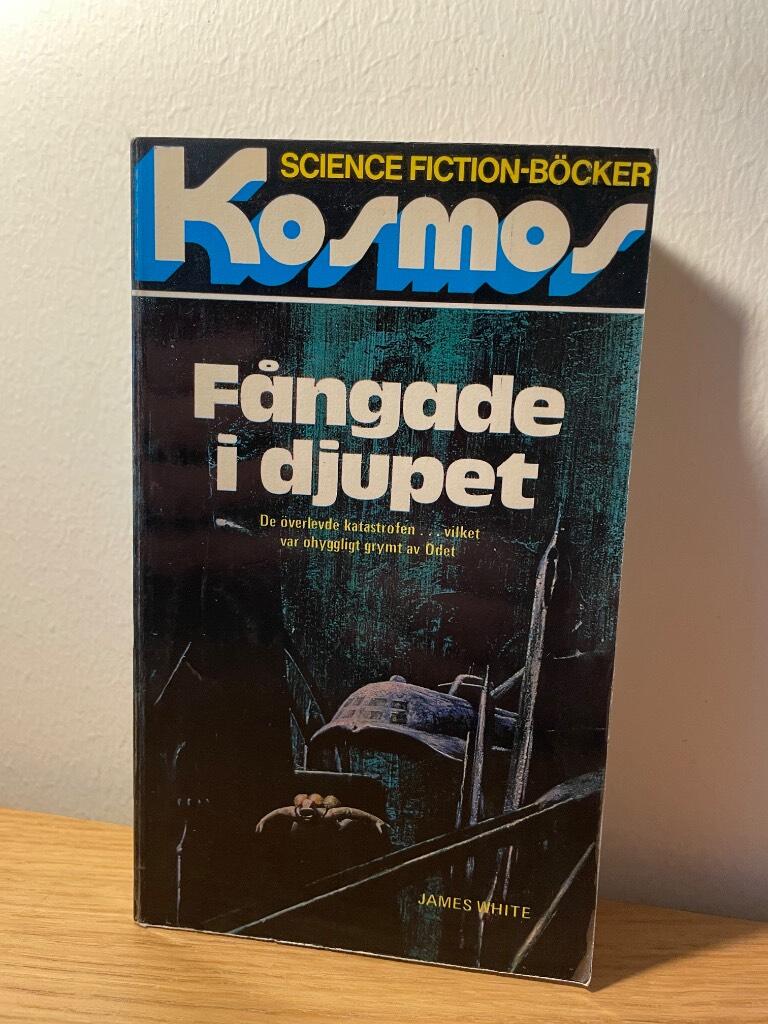 SCIENCE FICTION-BÖCKER
Kosmos
Fångade
i djupet
De överlevde katastrofen . . . vilket
var ohyggligt grymt av Ödet
JAMES WHITE